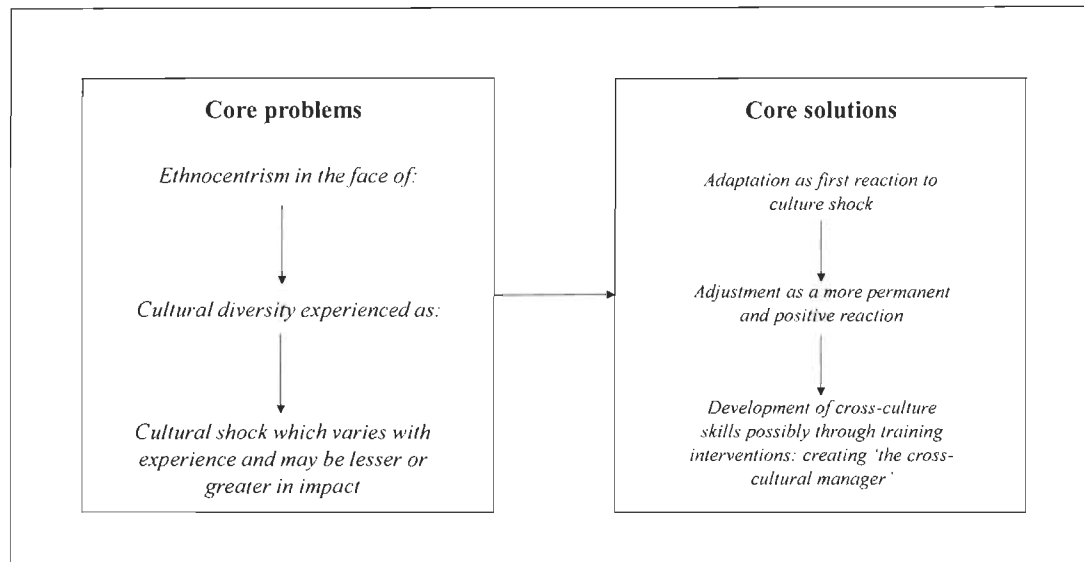 Core problems
Ethnocentrism in the face of:
Cultural diversity experienced as:
Cultural shock which varies with
experience and may be lesser or
greater in impact
Core solutions
Adaptation as first reaction to
culture shock
Adjustment as a more permanent
and positive reaction
Development of cross-culture
skills possibly through training
interventions: creating 'the cross-
cultural manager'